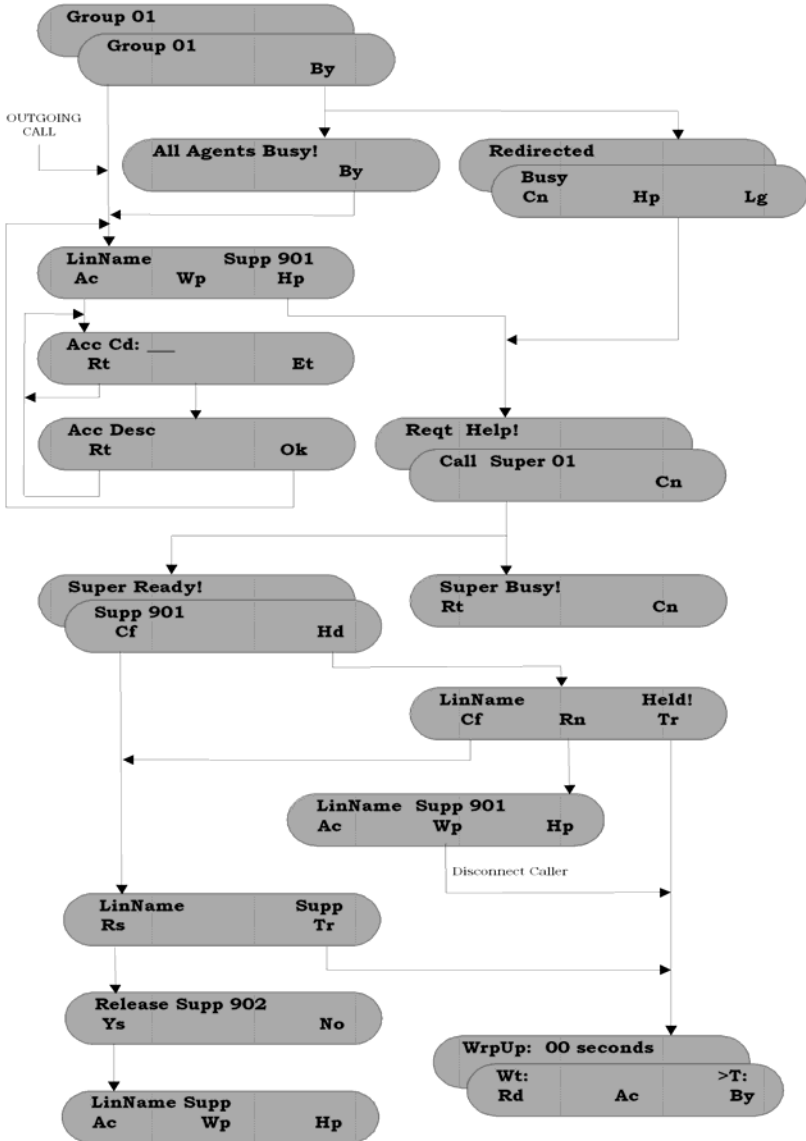 Group 01
Group 01
By
OUTGOING
CALL
All Agents Busy!
By
Redirected
Busy
Cn Hp Lg
LinName Supp 901
Ac Wp Hp
Acc Cd: __
Rt Et
Acc Desc
Rt Ok
Reqt Help!
Call Super 01
Cn
Super Ready!
Supp 901
Cf Hd
Super Busy!
Rt Cn
LinName Held!
Cf Rn Tr
LinName Supp 901
Ac Wp Hp
Disconnect Caller
LinName Supp
Rs Tr
Release Supp 902
Ys No
WrpUp: 00 seconds
Wt: >T:
Rd Ac By
LinName Supp
Ac Wp Hp